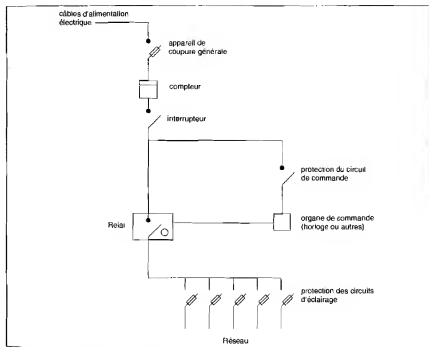 câbles d'alimentation
électrique
appareil de
coupure générale
compteur
interrupteur
protection du circuit
de commande
Relai
organe de commande
(horloge ou autres)
protection des circuits
d'éclairage
Réseau